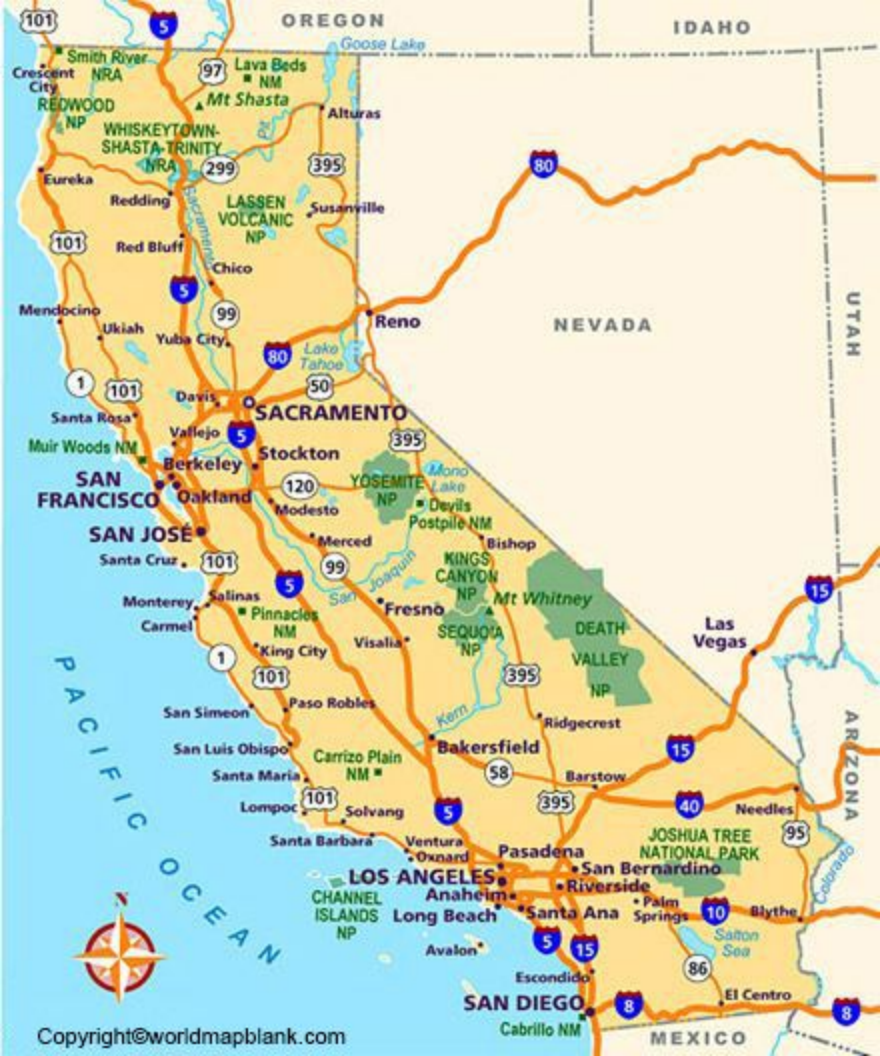 101
5
OREGON
IDAHO
Goose Lake
Smith River
NRA
97
Lava Beds
NM
Crescent
City
REDWOOD
NP
Mt Shasta
Alturas
Pit
WHISKEYTOWN-
SHASTA-TRINITY
NRA
299
395
80
Eureka
Redding
Sacramento
LASSEN
VOLCANIC
NP
Susanville
101
Red Bluff
Chico
5
99
Mendocino
Ukiah
Yuba City
Reno
NEVADA
UTAH
80
Lake
Tahoe
1
101
50
Davis
SACRAMENTO
Santa Rosa
Vallejo
5
395
Muir Woods NM
Berkeley
Stockton
SAN
FRANCISCO
Oakland
120
YOSEMITE
NP
Mono
Lake
Modesto
Devils
Postpile NM
SAN JOSÉ
Merced
Bishop
Santa Cruz
101
99
San Joaquin
KINGS
CANYON
NP
5
15
Monterey
Salinas
Fresno
Mt Whitney
Carmel
Pinnacles
NM
SEQUOIA
NP
DEATH
VALLEY
NP
Las
Vegas
Visalia
1
King City
101
395
PACIFIC OCEAN
San Simeon
Paso Robles
Kern
Ridgecrest
ARIZONA
San Luis Obispo
Bakersfield
15
Carrizo Plain
NM
Santa Maria
58
Barstow
101
5
395
40
Lompoc
Solvang
Needles
95
Santa Barbara
Ventura
Oxnard
Pasadena
JOSHUA TREE
NATIONAL PARK
LOS ANGELES
San Bernardino
Riverside
Colorado
CHANNEL
ISLANDS
NP
Anaheim
Long Beach
Santa Ana
Palm
Springs
10
Blythe
N
Avalon
5
15
Salton
Sea
86
Escondido
SAN DIEGO
8
El Centro
8
Cabrillo NM
MEXICO
Copyright©worldmapblank.com